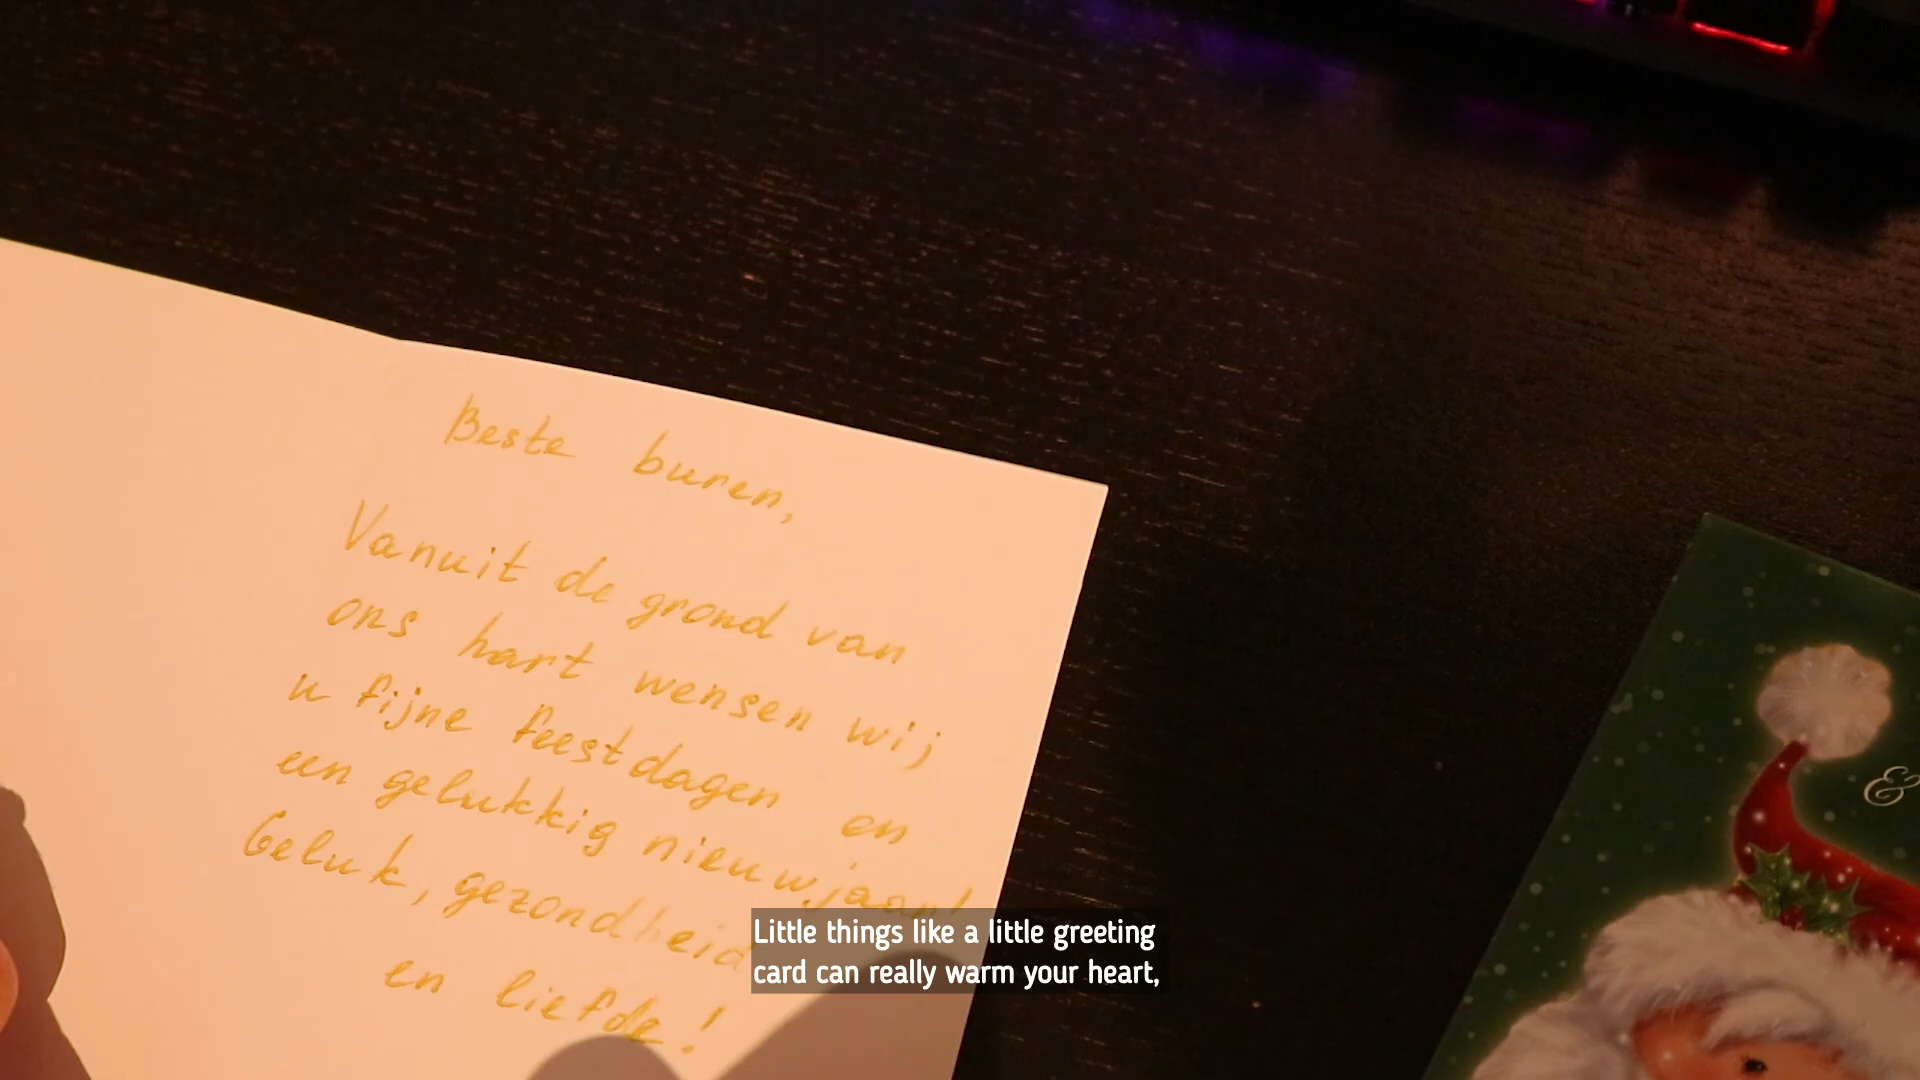 Beste buren,
Vanuit de grond van
ons hart wensen wij
u fijne feestdagen en
een gelukkig nieuwjaar!
Geluk, gezondheid
en liefde!
&
Little things like a little greeting
card can really warm your heart,